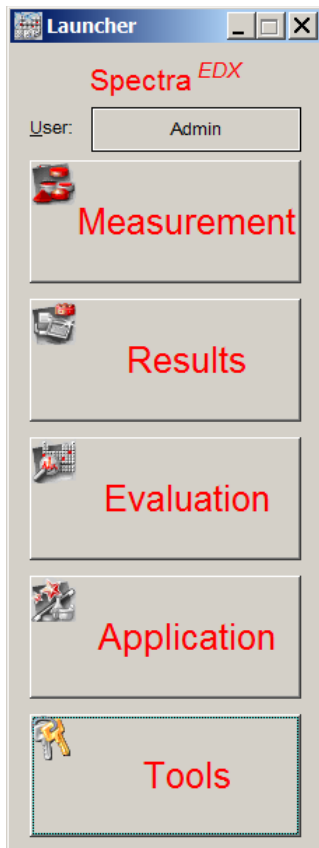 Launcher
Spectra EDX
User: Admin
Measurement
Results
Evaluation
Application
Tools